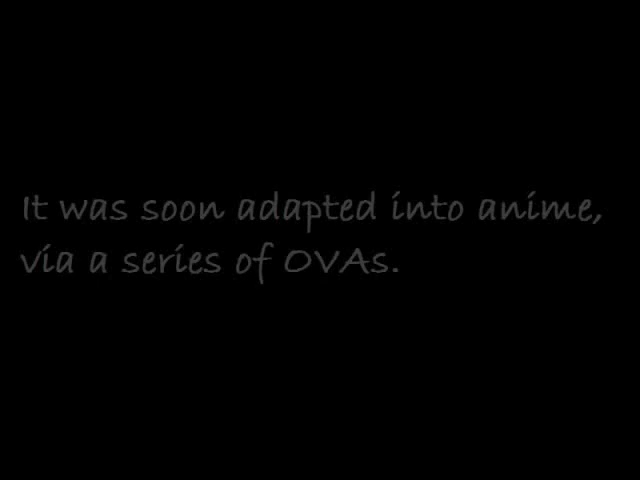 It was soon adapted into anime,
via a series of OVAs.